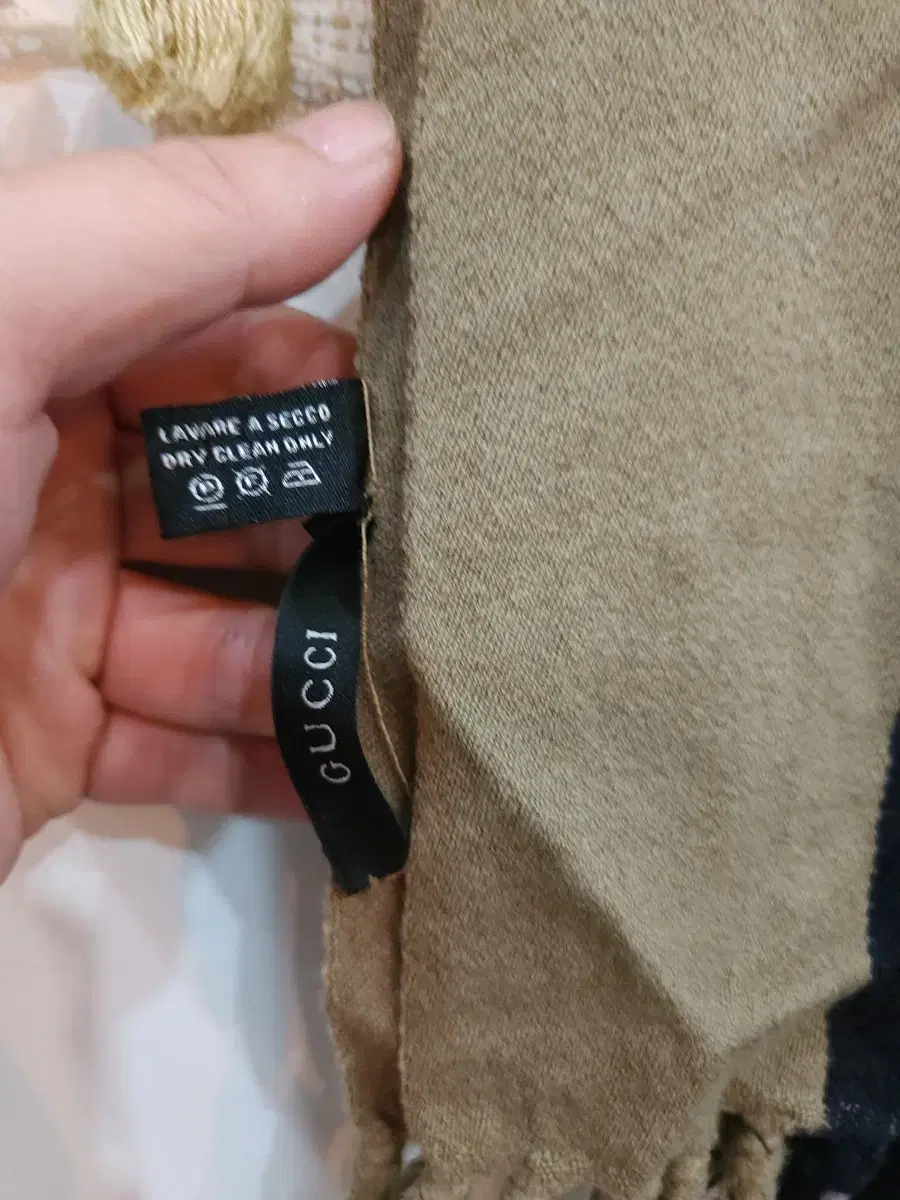 LAVARE A SECCO
DRY CLEAN ONLY
GUCCI